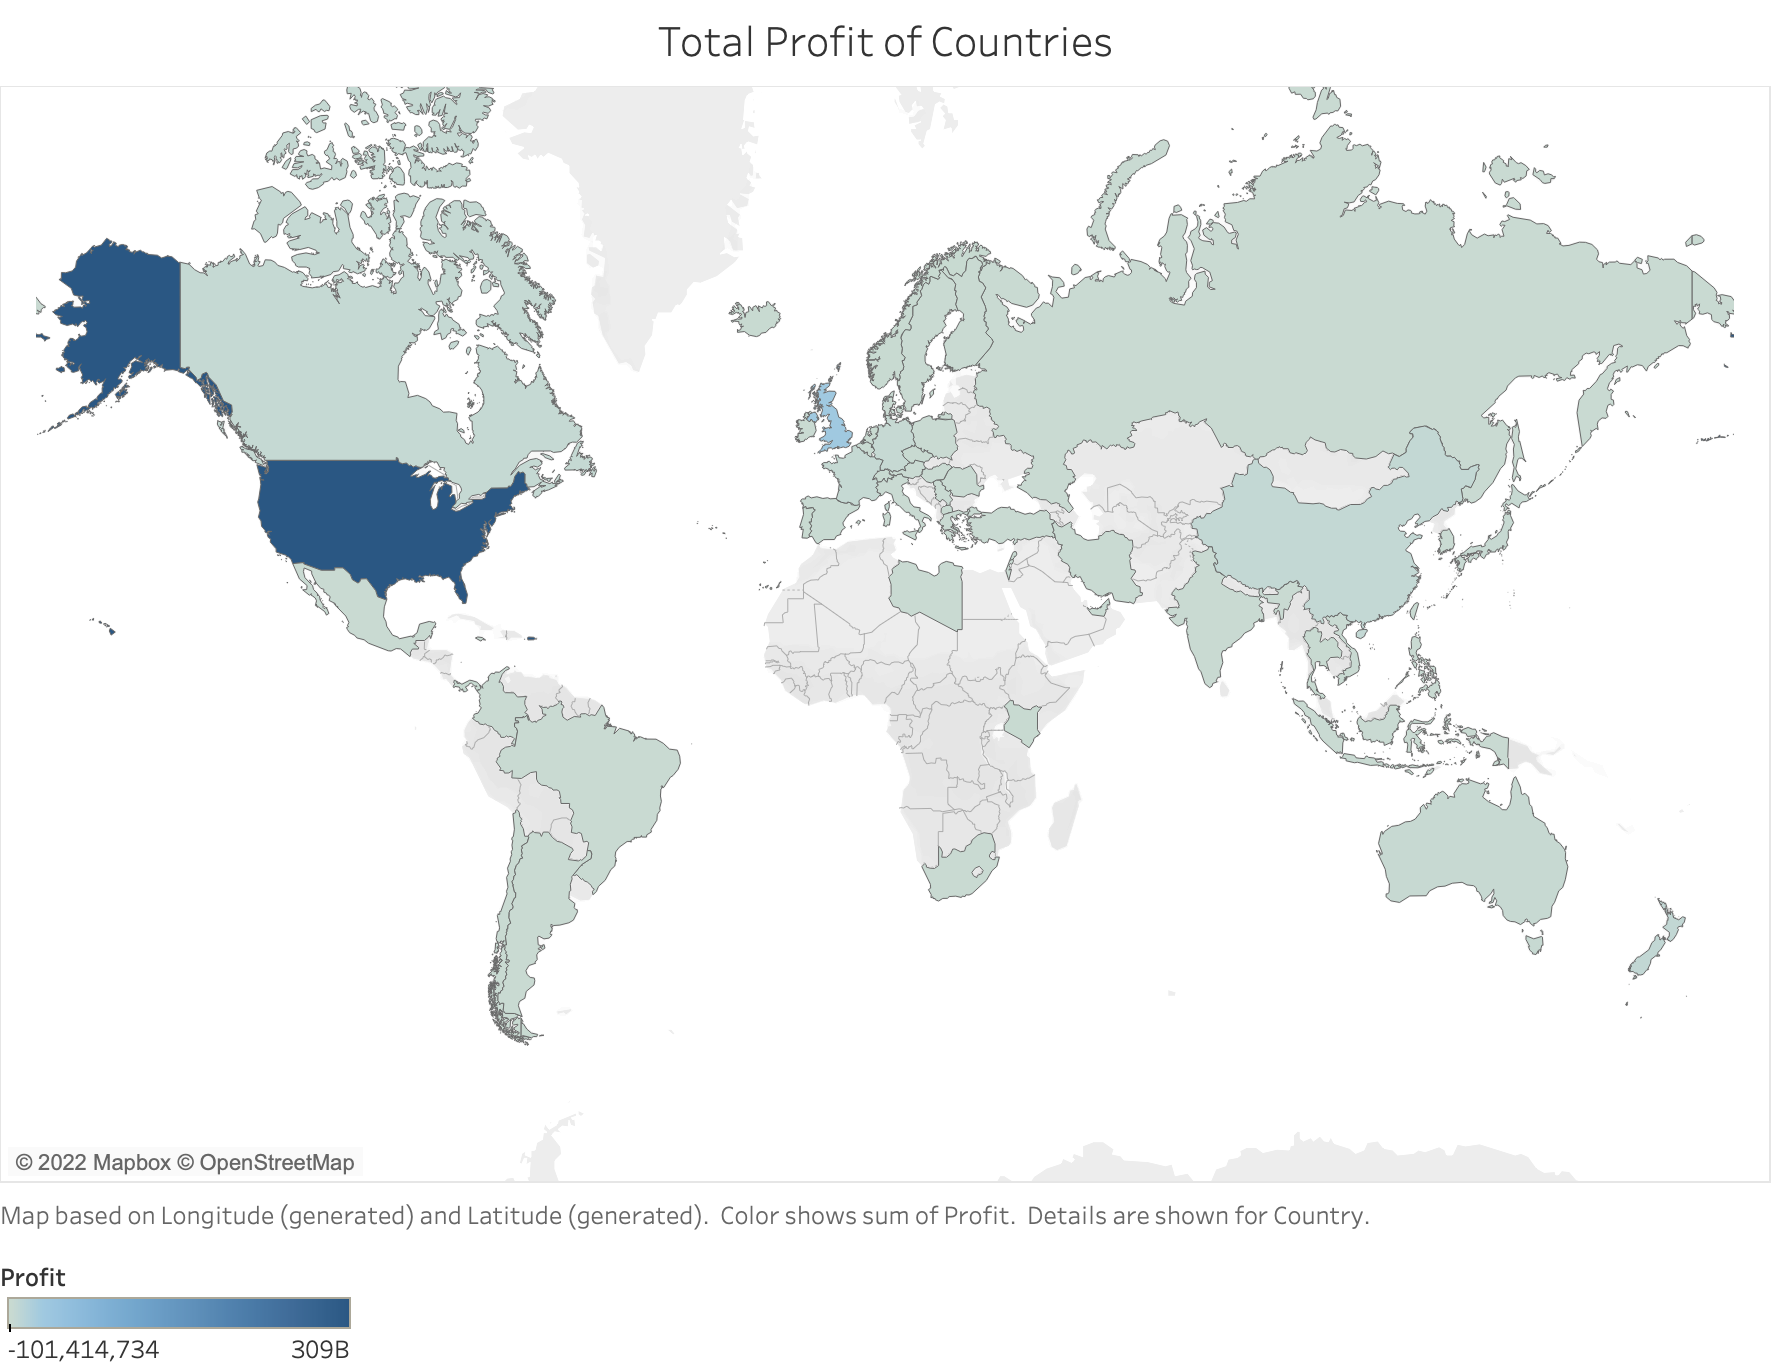 Total Profit of Countries
© 2022 Mapbox © OpenStreetMap
Map based on Longitude (generated) and Latitude (generated).  Color shows sum of Profit.  Details are shown for Country.
Profit
-101,414,734 309B